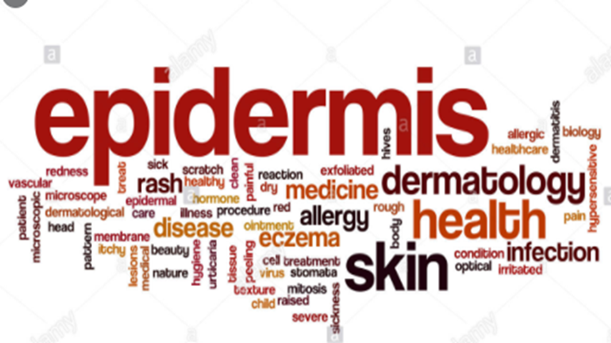 epidermis
allergic
biology
dermatitis
healthcare
hives
hypersensitive
redness
treat
sick
scratch
clean
painful
reaction
exfoliated
vascular
rash
healthy
dry
medicine
dermatology
patient
microscopic
microscope
epidermal
hormone
dermatological
care
illness
procedure
red
allergy
rough
health
pain
head
pattern
membrane
disease
ointment
body
itchy
lesions
medical
beauty
hygiene
urticaria
eczema
skin
condition
infection
nature
tissue
peeling
cell
treatment
optical
irritated
virus
stomata
texture
mitosis
child
raised
sickness
severe
a
alamy
a
a
a
alamy
alamy